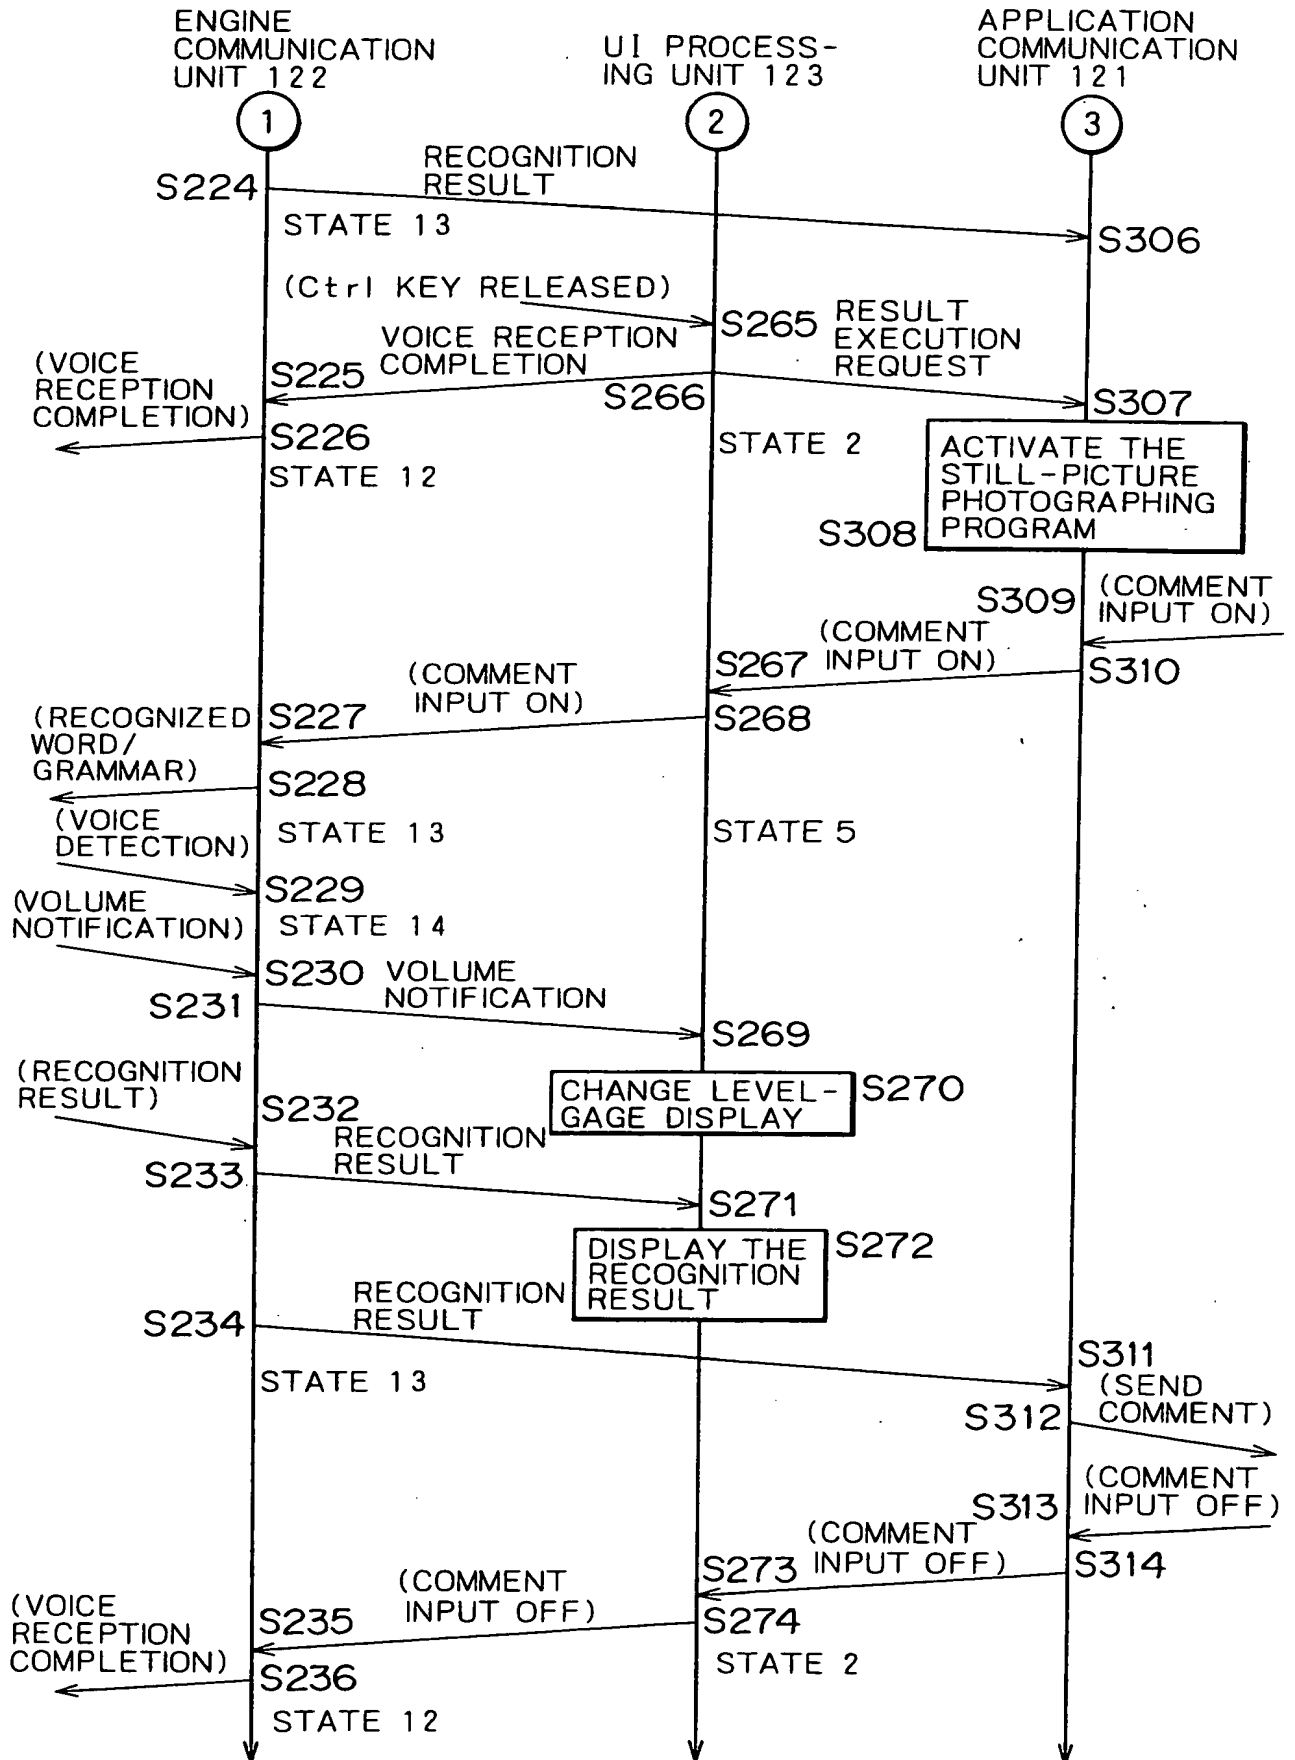 ENGINE
COMMUNICATION
UNIT 122
UI PROCESS-
ING UNIT 123
APPLICATION
COMMUNICATION
UNIT 121
1
2
3
S224
RECOGNITION
RESULT
STATE 13
S306
(Ctrl KEY RELEASED)
S265
RESULT
EXECUTION
REQUEST
VOICE RECEPTION
COMPLETION
(VOICE
RECEPTION
COMPLETION)
S225
S266
S307
S226
STATE 12
STATE 2
ACTIVATE THE
STILL-PICTURE
PHOTOGRAPHING
PROGRAM
S308
S309
(COMMENT
INPUT ON)
(COMMENT
INPUT ON)
S267
S310
(COMMENT
INPUT ON)
S268
(RECOGNIZED
WORD/
GRAMMAR)
S227
S228
(VOICE
DETECTION)
STATE 13
STATE 5
S229
(VOLUME
NOTIFICATION)
STATE 14
S230
VOLUME
NOTIFICATION
S231
S269
(RECOGNITION
RESULT)
CHANGE LEVEL-
GAGE DISPLAY
S270
S232
RECOGNITION
RESULT
S233
S271
DISPLAY THE
RECOGNITION
RESULT
S272
RECOGNITION
RESULT
S234
STATE 13
S311
(SEND
COMMENT)
S312
(COMMENT
INPUT OFF)
S313
(COMMENT
INPUT OFF)
S273
S314
(COMMENT
INPUT OFF)
S274
(VOICE
RECEPTION
COMPLETION)
S235
STATE 2
S236
STATE 12